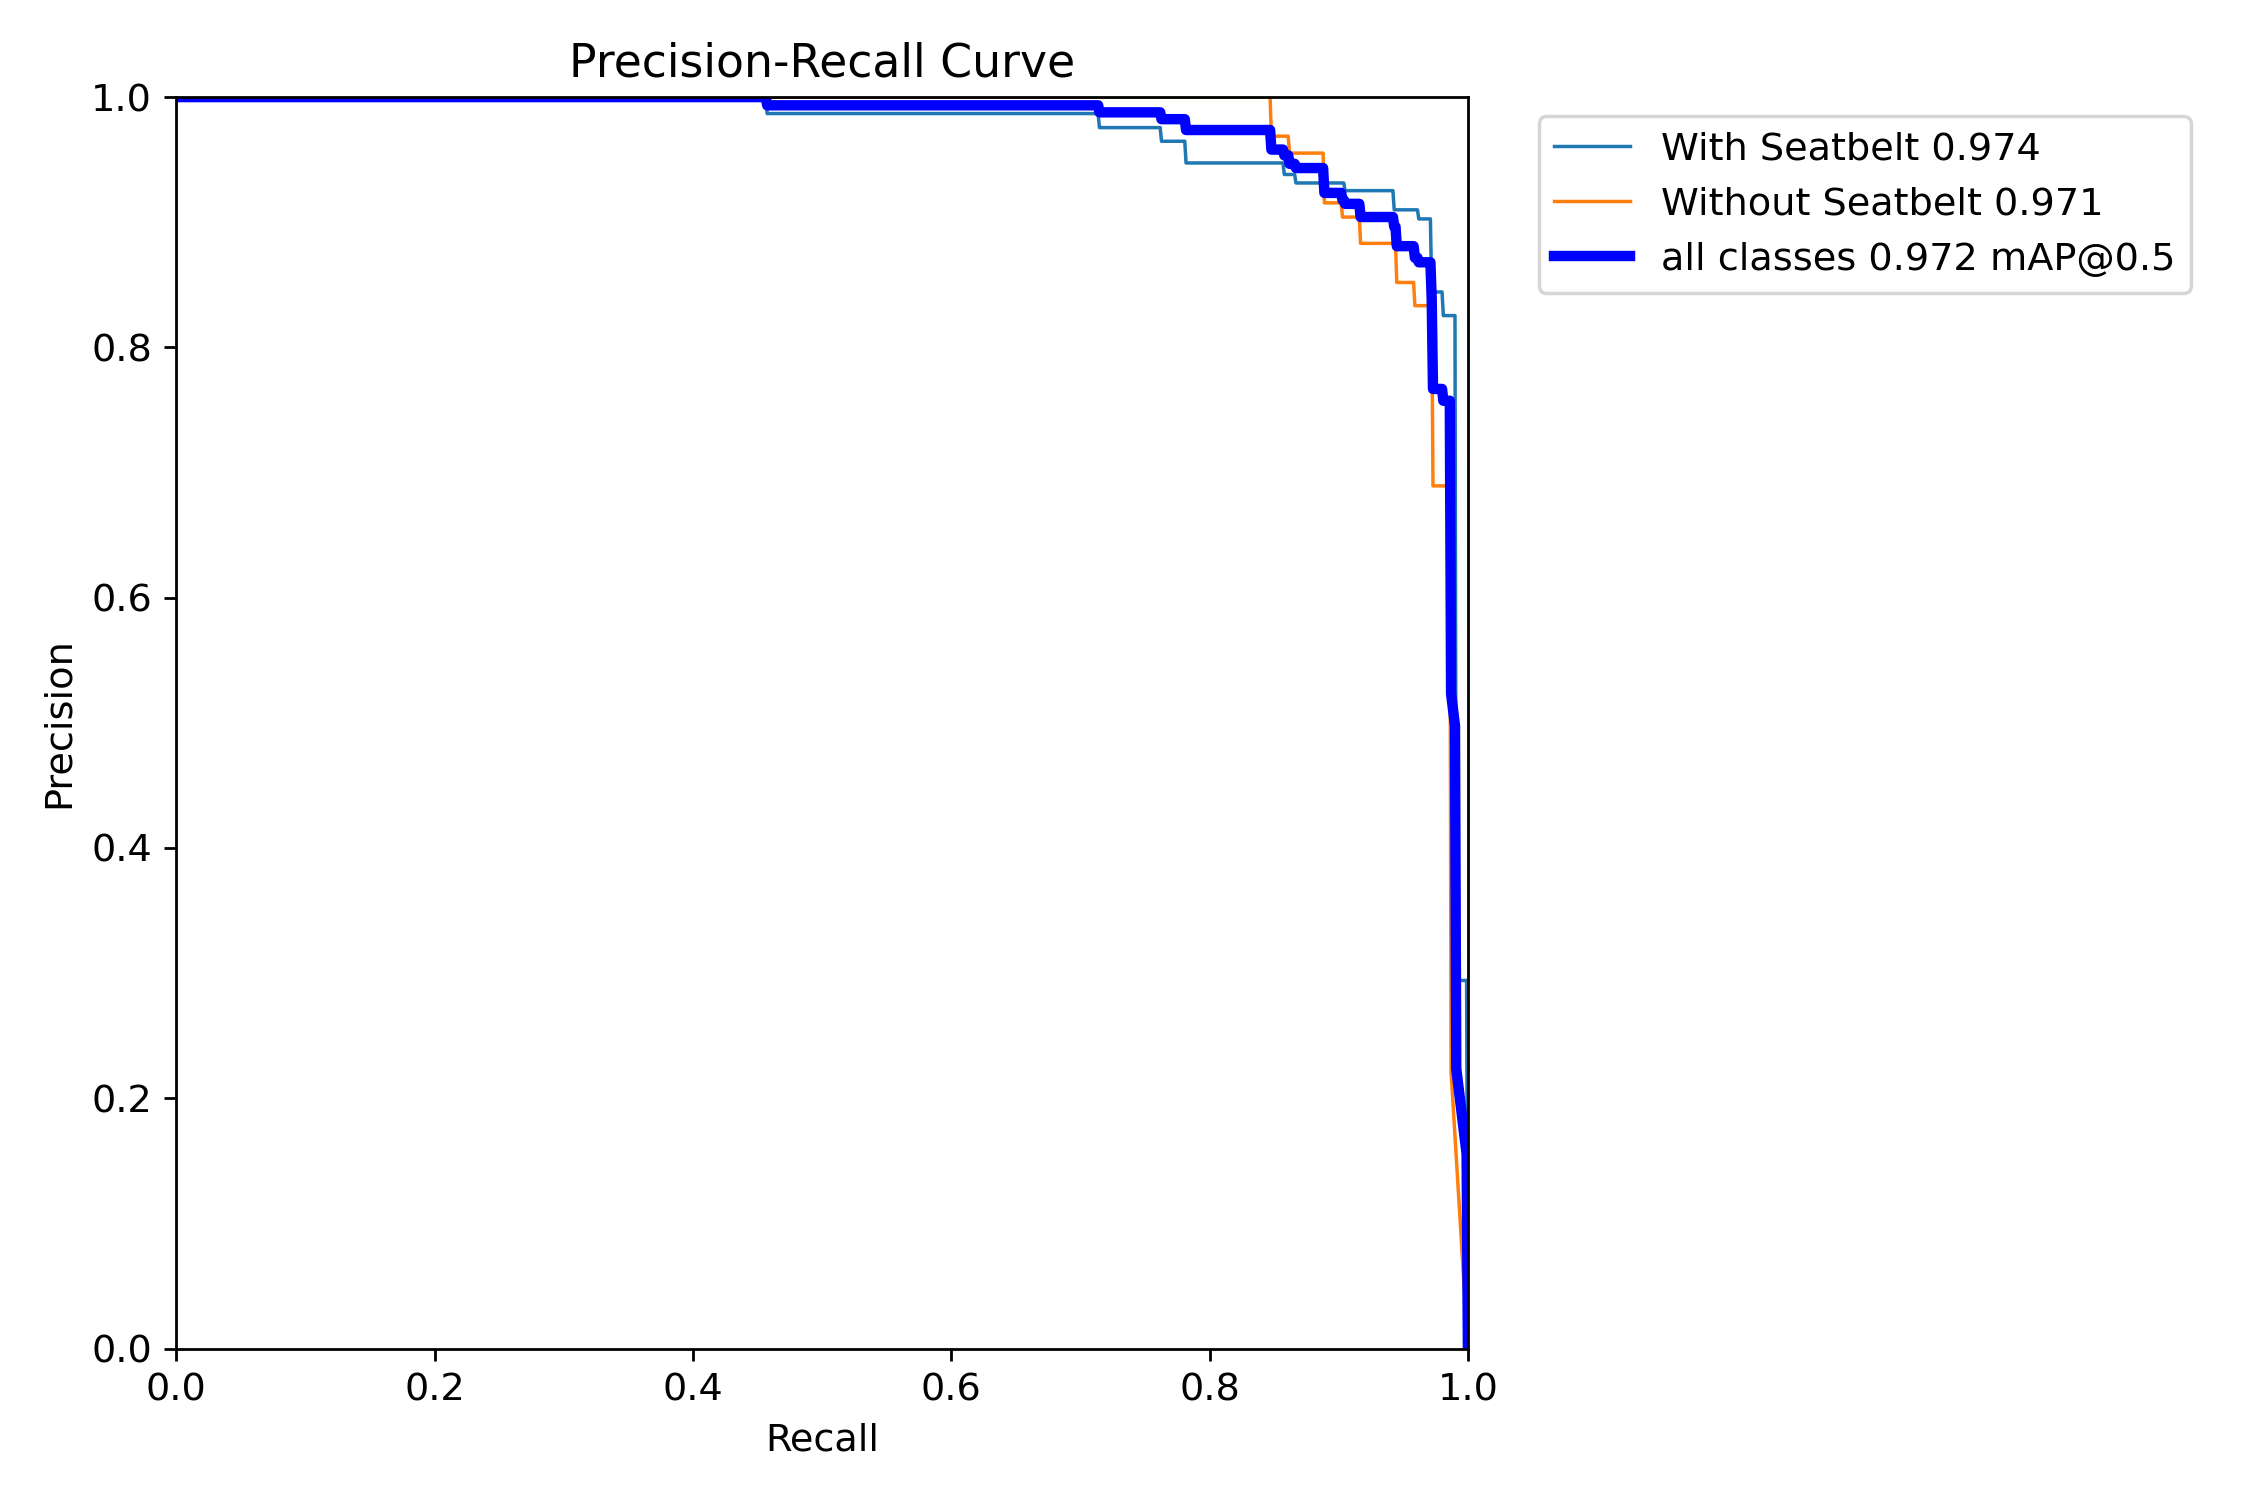 Precision-Recall Curve
1.0
0.8
0.6
0.4
0.2
0.0
Precision
0.0 0.2 0.4 0.6 0.8 1.0
Recall
With Seatbelt 0.974
Without Seatbelt 0.971
all classes 0.972 mAP@0.5